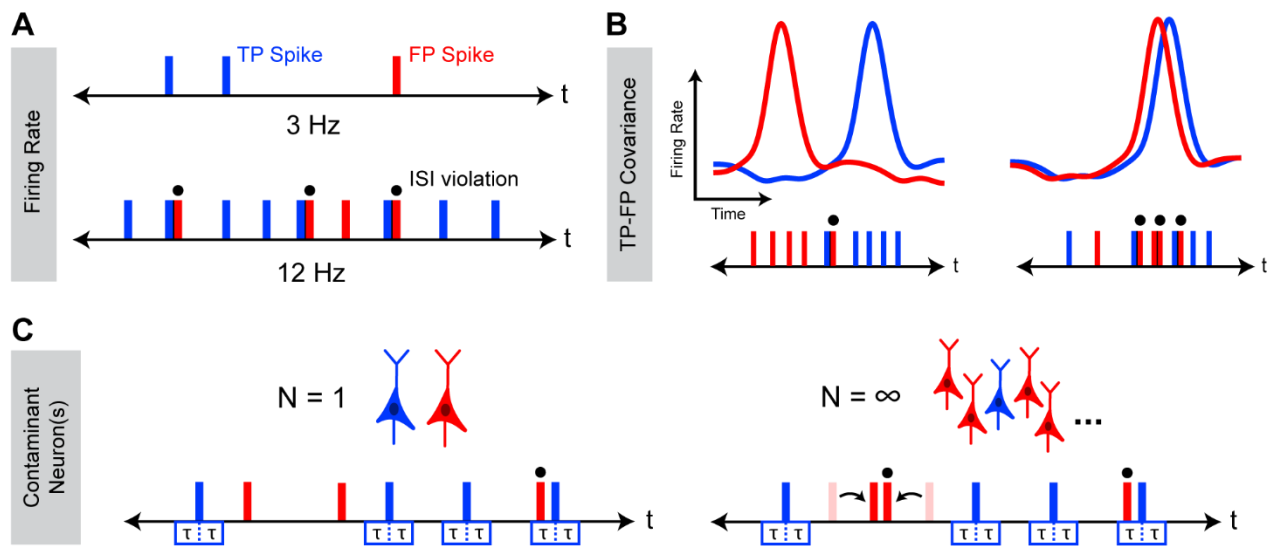 A
Firing Rate
TP Spike
FP Spike
t
3 Hz
ISI violation
t
12 Hz
B
TP-FP Covariance
Firing Rate
Time
t
t
C
Contaminant
Neuron(s)
N = 1
t
τ τ
τ τ
τ τ
τ τ
N = ∞
...
t
τ τ
τ τ
τ τ
τ τ